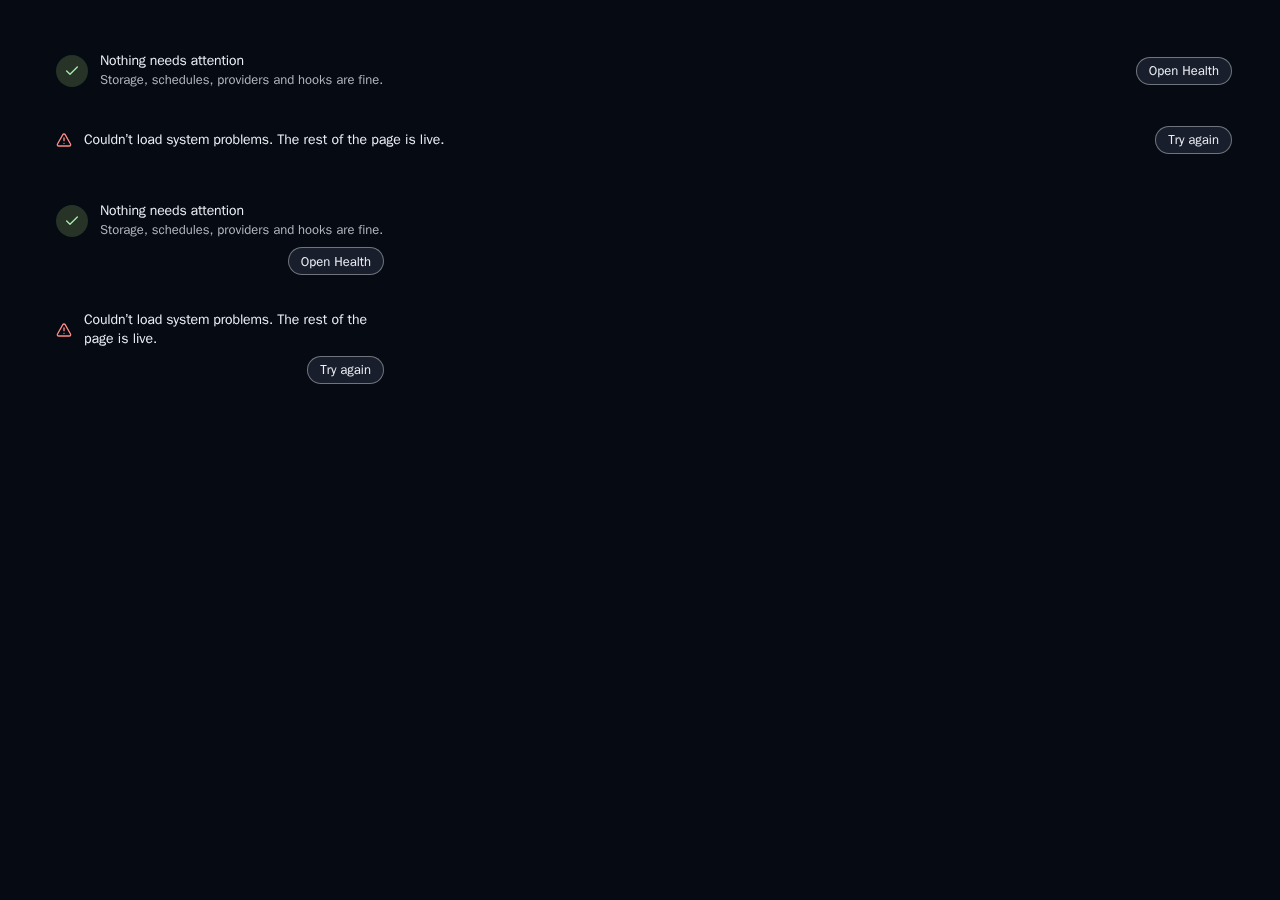 Nothing needs attention
Storage, schedules, providers and hooks are fine.
Open Health
Couldn't load system problems. The rest of the page is live.
Try again
Nothing needs attention
Storage, schedules, providers and hooks are fine.
Open Health
Couldn't load system problems. The rest of the
page is live.
Try again